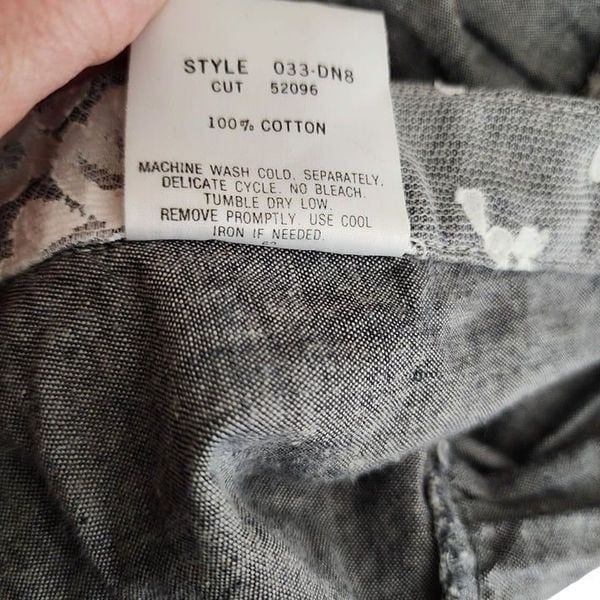 STYLE 033-DN8
CUT 52096
100% COTTON
MACHINE WASH COLD. SEPARATELY.
DELICATE CYCLE. NO BLEACH.
TUMBLE DRY LOW.
REMOVE PROMPTLY. USE COOL
IRON IF NEEDED.